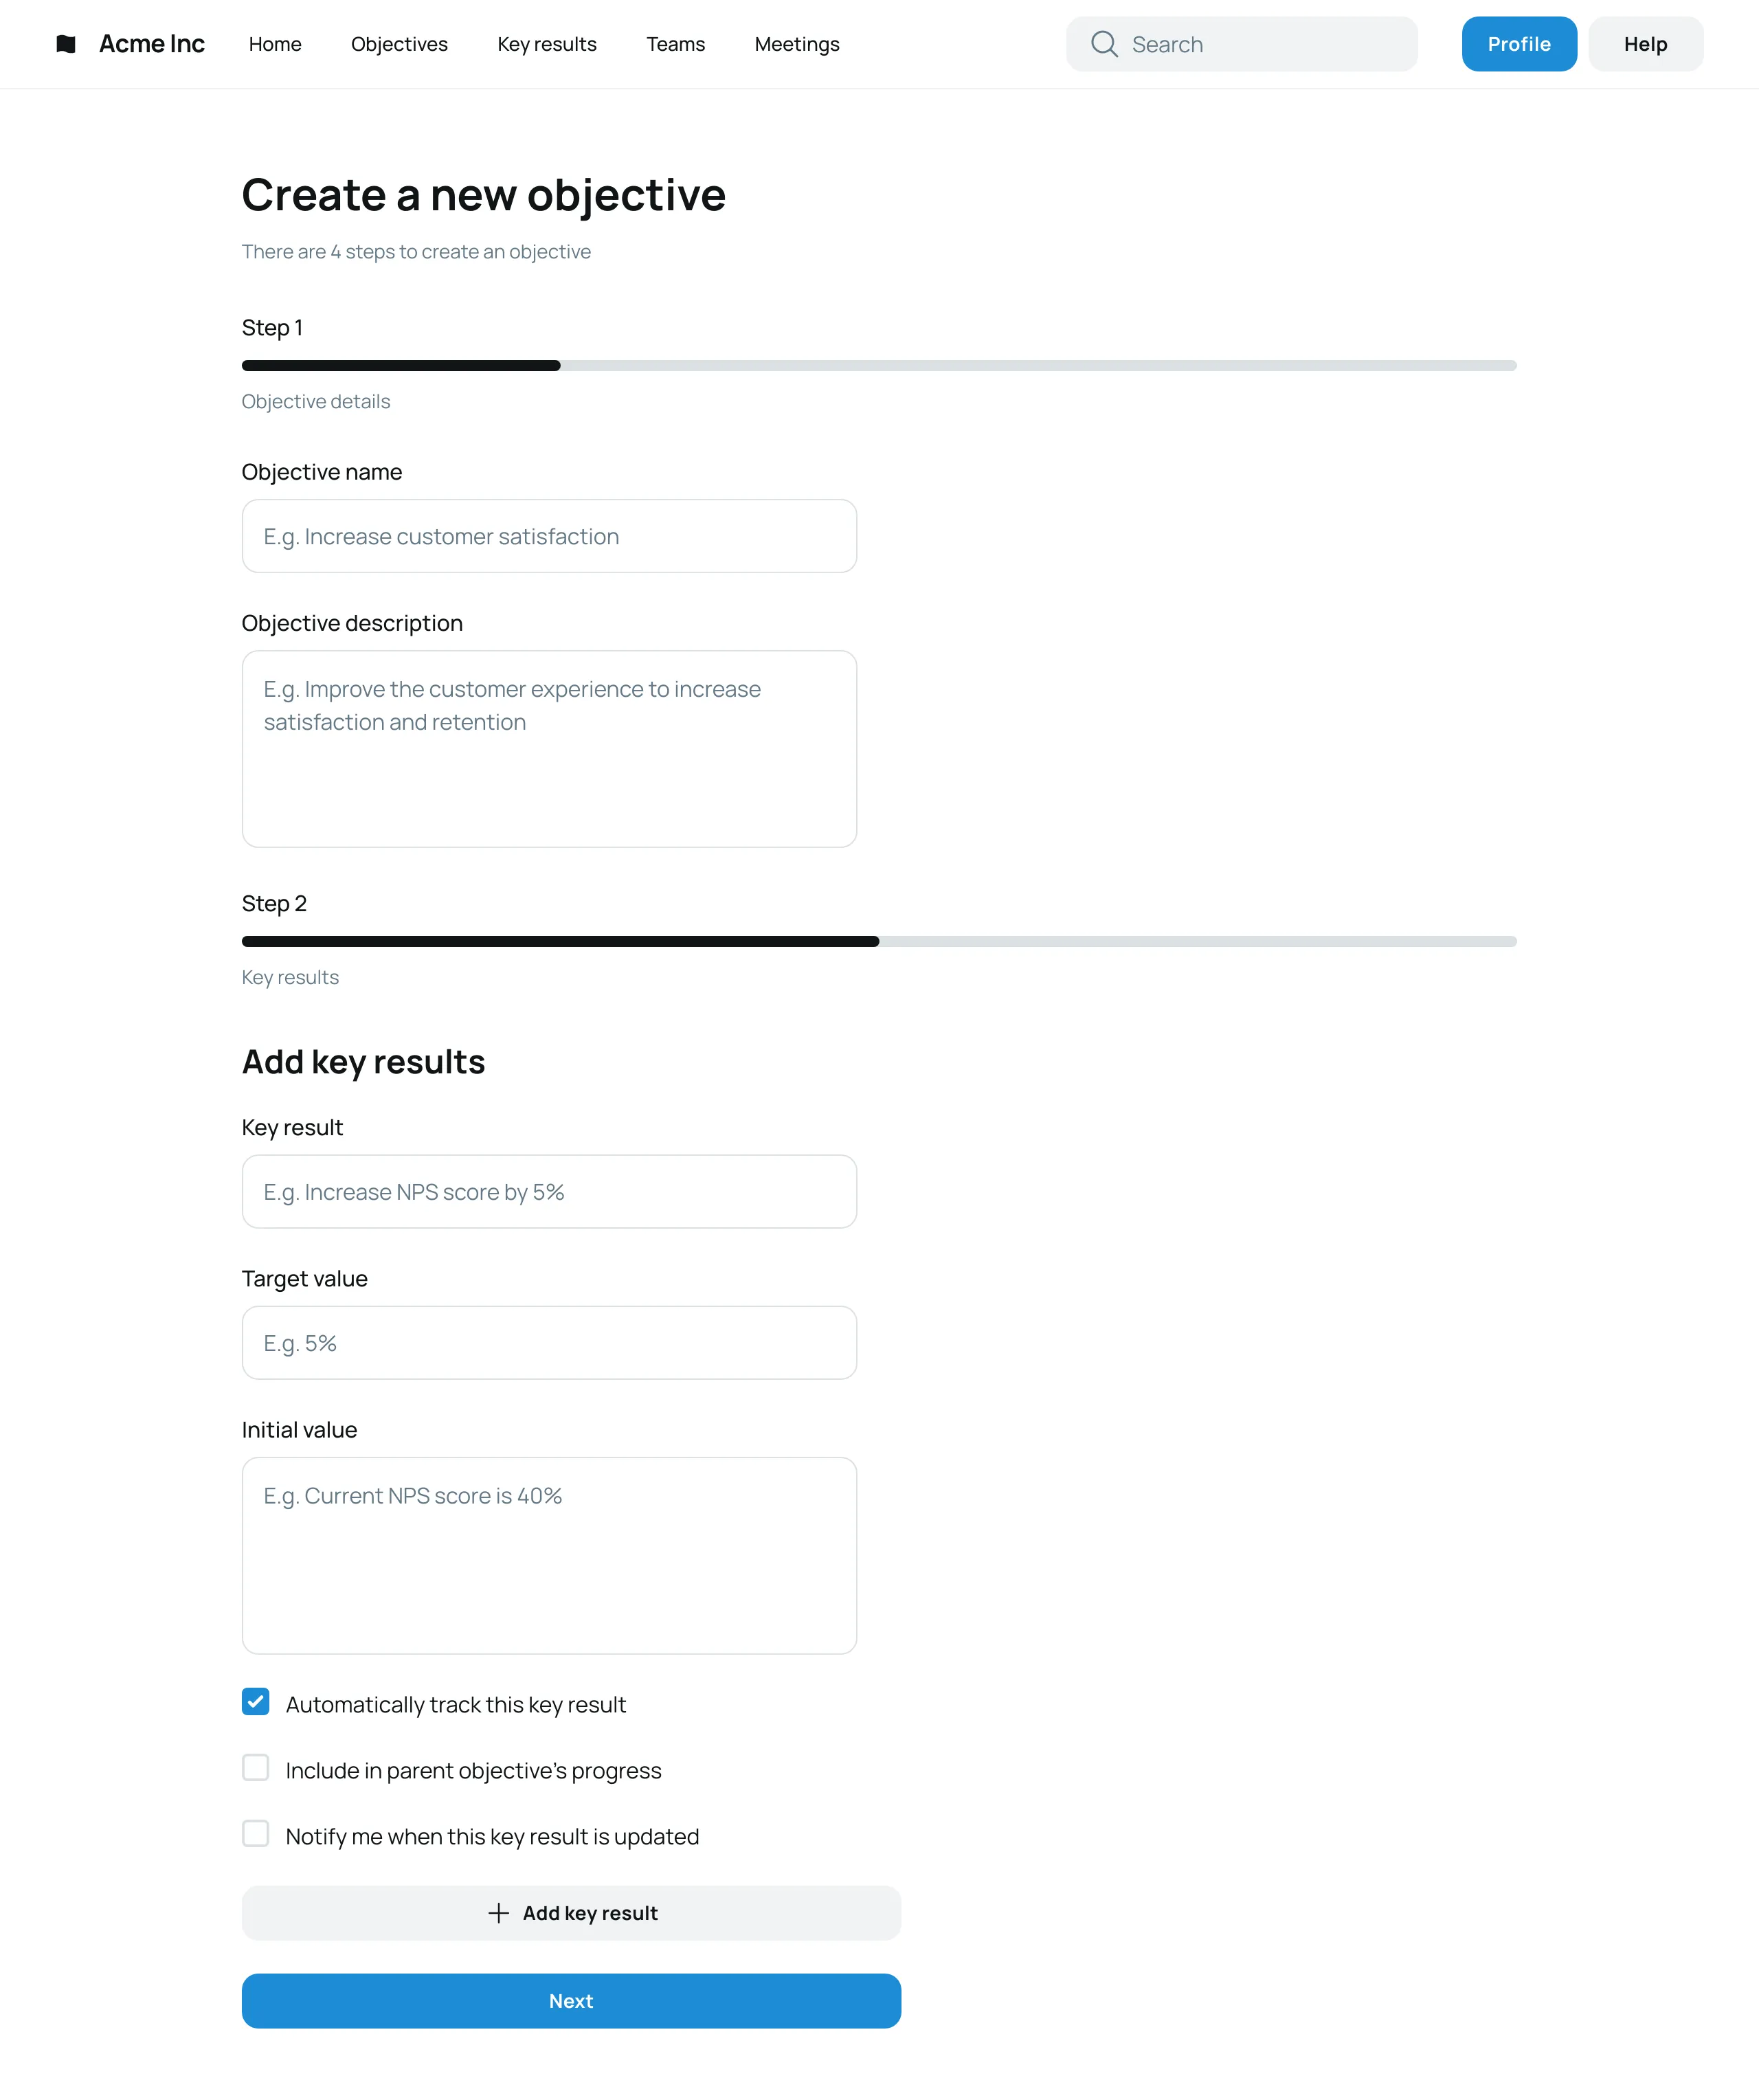 Acme Inc
Home
Objectives
Key results
Teams
Meetings
Search
Profile
Help
Create a new objective
There are 4 steps to create an objective
Step 1
Objective details
Objective name
E.g. Increase customer satisfaction
Objective description
E.g. Improve the customer experience to increase
satisfaction and retention
Step 2
Key results
Add key results
Key result
E.g. Increase NPS score by 5%
Target value
E.g. 5%
Initial value
E.g. Current NPS score is 40%
Automatically track this key result
Include in parent objective's progress
Notify me when this key result is updated
Add key result
Next